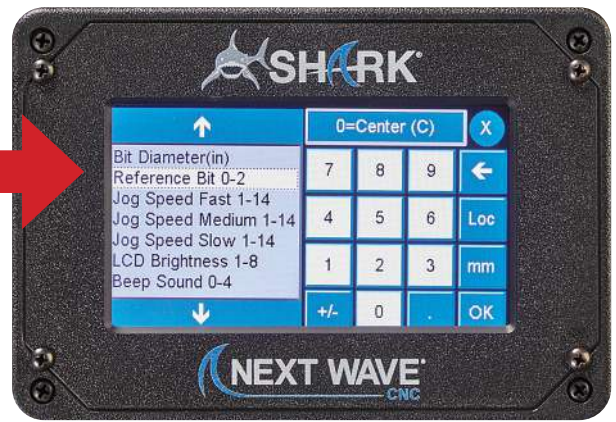 SHARK
0=Center (C)
X
Bit Diameter(in)
Reference Bit 0-2
Jog Speed Fast 1-14
Jog Speed Medium 1-14
Jog Speed Slow 1-14
LCD Brightness 1-8
Beep Sound 0-4
7 8 9
4 5 6 Loc
1 2 3 mm
+/- 0 . OK
NEXT WAVE
CNC